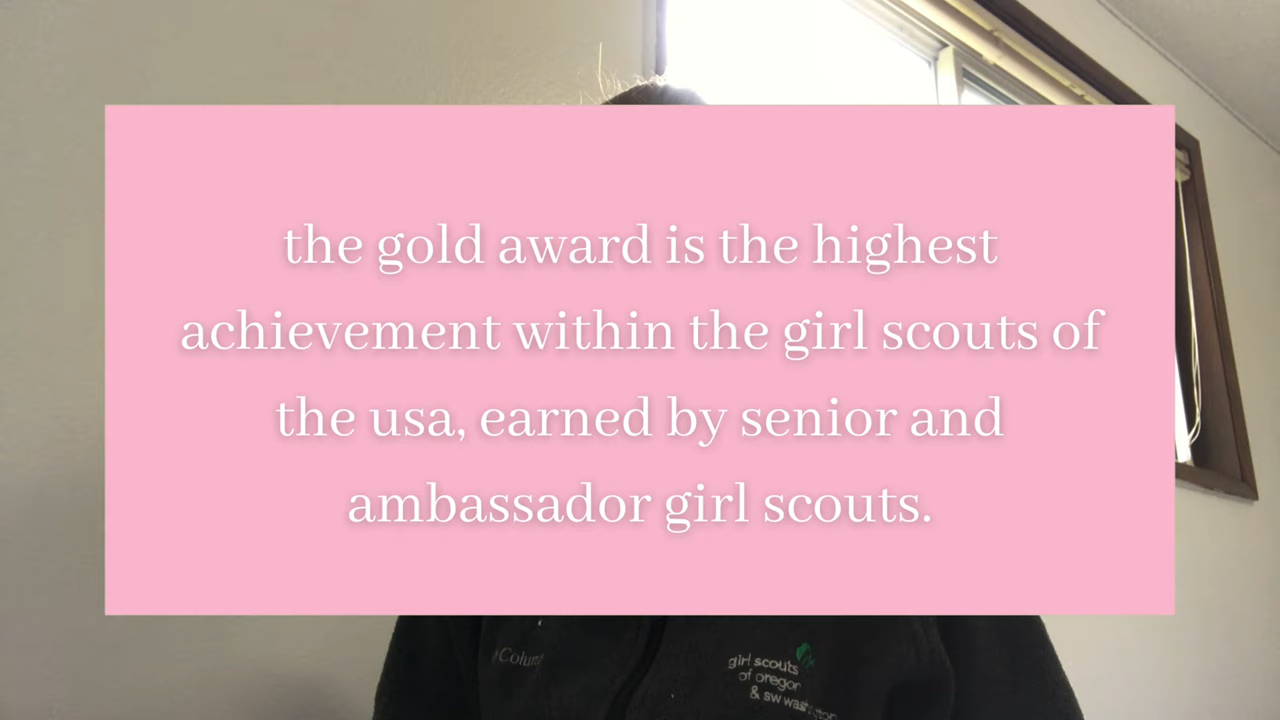 the gold award is the highest
achievement within the girl scouts of
the usa, earned by senior and
ambassador girl scouts.
girl scouts
of oregon
& sw washington